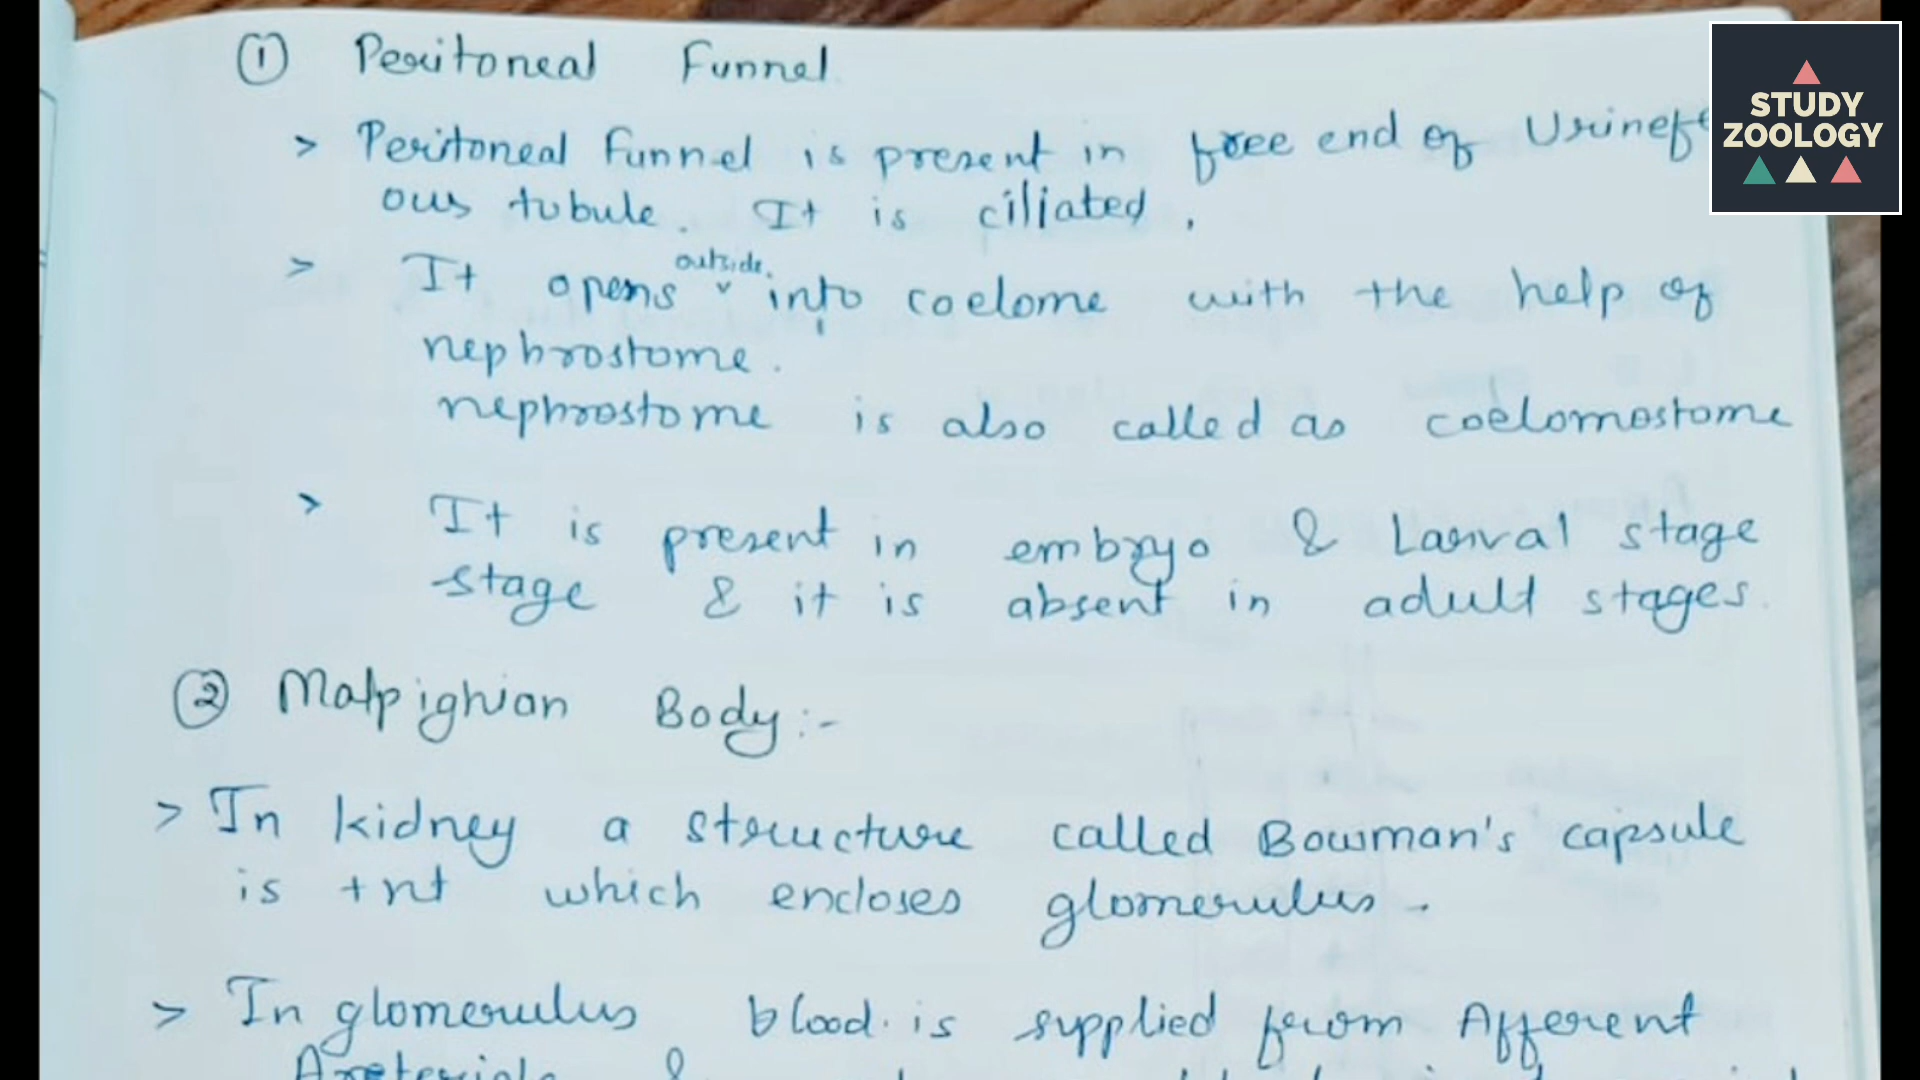 ① Peritoneal Funnel
> Peritoneal funnel is present in free end of Urinef
ous tubule. It is ciliated.
outside.
> It opens ˅ into coelome with the help of
nephrostome.
nephrostome is also called as coelomostome
> It is present in embryo & Larval stage
stage & it is absent in adult stages.
② Malpighian Body:-
> In kidney a structure called Bowman's capsule
is +nt which encloses glomerulus.
> In glomerulus blood is supplied from Afferent
STUDY
ZOOLOGY